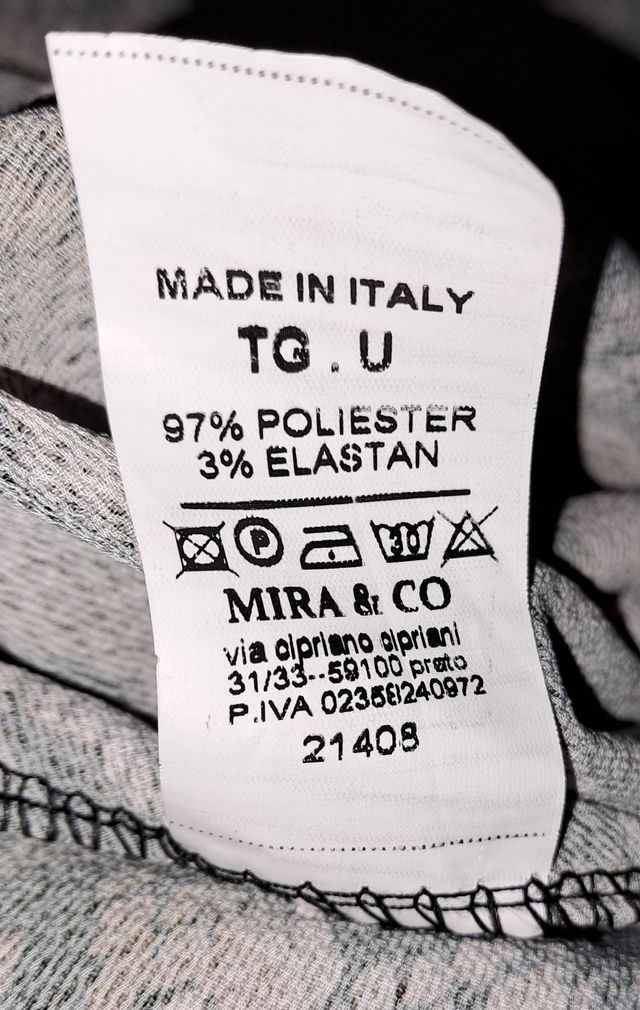 MADE IN ITALY
TG . U
97% POLIESTER
3% ELASTAN
P 30
MIRA & CO
via cipriano cipriani
31/33--59100 prato
P.IVA 02358240972
21408